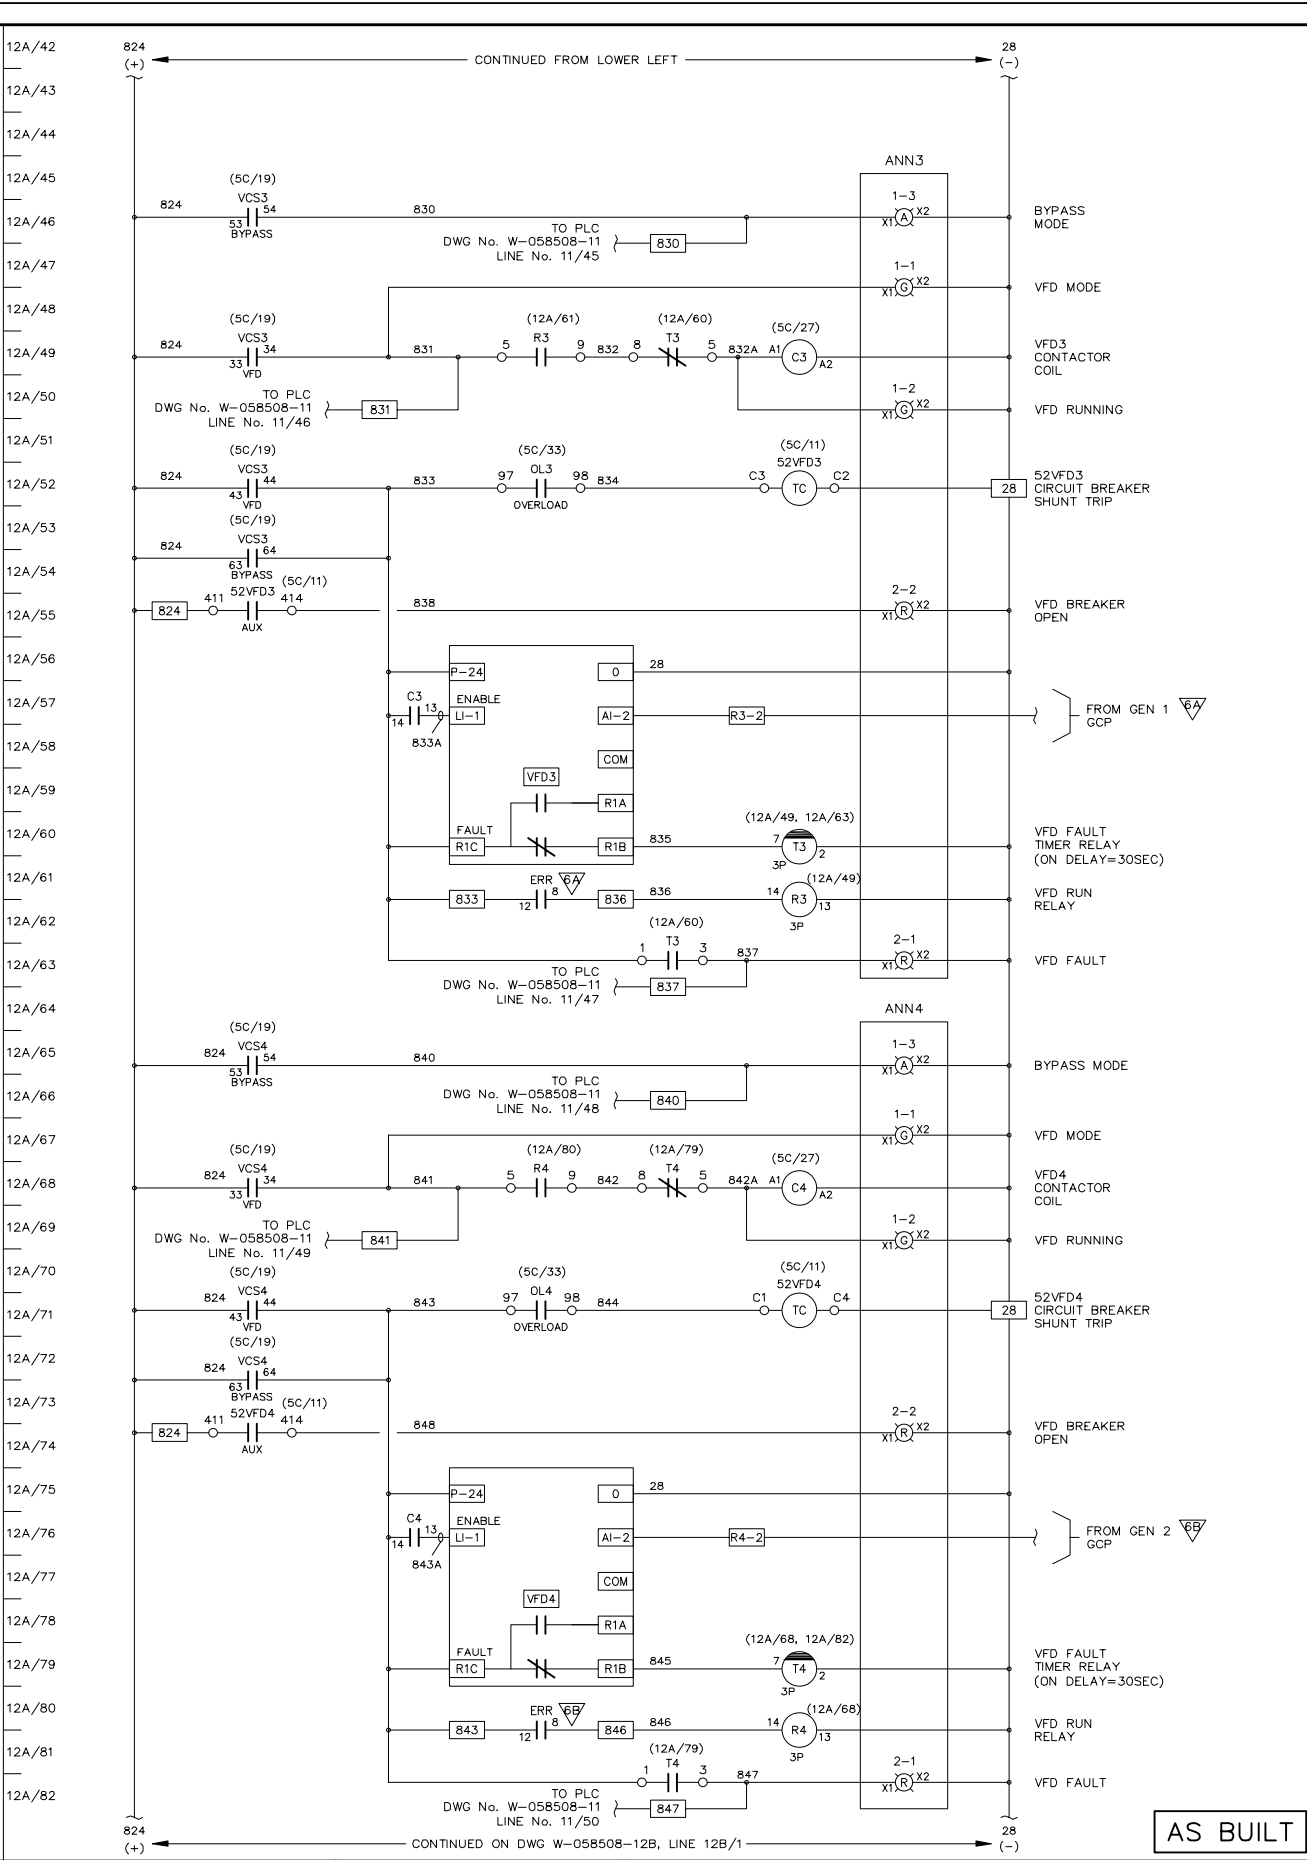 12A/42 824 28
(+) CONTINUED FROM LOWER LEFT (-)
12A/43
12A/44
ANN3
12A/45 (5C/19)
VCS3 1-3
824 53 54 830 X1 A X2 BYPASS
12A/46 BYPASS TO PLC MODE
DWG No. W-058508-11 830
LINE No. 11/45
12A/47 1-1
X1 G X2 VFD MODE
12A/48 (5C/19) (12A/61) (12A/60) (5C/27)
VCS3 R3 T3 VFD3
12A/49 824 33 34 831 5 9 832 8 5 832A A1 C3 A2 CONTACTOR
VFD COIL
12A/50 TO PLC 1-2
DWG No. W-058508-11 831 X1 G X2 VFD RUNNING
LINE No. 11/46
12A/51 (5C/19) (5C/33) (5C/11)
VCS3 OL3 52VFD3 52VFD3
12A/52 824 43 44 833 97 98 834 C3 TC C2 28 CIRCUIT BREAKER
VFD OVERLOAD SHUNT TRIP
12A/53 (5C/19)
VCS3
824 63 64
12A/54 BYPASS
52VFD3 (5C/11) 2-2
12A/55 824 411 414 838 X1 R X2 VFD BREAKER
AUX OPEN
12A/56 P-24 0 28
12A/57 C3 ENABLE
14 13 LI-1 AI-2 R3-2 FROM GEN 1 6A
833A GCP
12A/58 COM
12A/59 VFD3
R1A (12A/49, 12A/63)
12A/60 FAULT VFD FAULT
R1C R1B 835 7 T3 2 TIMER RELAY
3P (ON DELAY=30SEC)
12A/61 ERR 6A (12A/49)
833 12 8 836 836 14 R3 13 VFD RUN
3P RELAY
12A/62 (12A/60)
T3 2-1
12A/63 1 3 837 X1 R X2 VFD FAULT
TO PLC
DWG No. W-058508-11 837
LINE No. 11/47
12A/64 ANN4
(5C/19)
12A/65 VCS4 1-3
824 53 54 840 X1 A X2 BYPASS MODE
BYPASS TO PLC
12A/66 DWG No. W-058508-11 840
LINE No. 11/48
12A/67 1-1
X1 G X2 VFD MODE
(5C/19) (12A/80) (12A/79) (5C/27)
12A/68 VCS4 R4 T4 VFD4
824 33 34 841 5 9 842 8 5 842A A1 C4 A2 CONTACTOR
VFD COIL
12A/69 TO PLC 1-2
DWG No. W-058508-11 841 X1 G X2 VFD RUNNING
LINE No. 11/49
12A/70 (5C/19) (5C/33) (5C/11)
VCS4 OL4 52VFD4 52VFD4
12A/71 824 43 44 843 97 98 844 C1 TC C4 28 CIRCUIT BREAKER
VFD OVERLOAD SHUNT TRIP
(5C/19)
12A/72 VCS4
824 63 64
12A/73 BYPASS
52VFD4 (5C/11) 2-2
824 411 414 848 X1 R X2 VFD BREAKER
12A/74 AUX OPEN
12A/75 P-24 0 28
12A/76 C4 ENABLE
14 13 LI-1 AI-2 R4-2 FROM GEN 2 6B
843A GCP
12A/77 COM
12A/78 VFD4
R1A (12A/68, 12A/82)
12A/79 FAULT VFD FAULT
R1C R1B 845 7 T4 2 TIMER RELAY
3P (ON DELAY=30SEC)
12A/80 ERR 6B (12A/68)
843 12 8 846 846 14 R4 13 VFD RUN
3P RELAY
12A/81 (12A/79)
T4 2-1
1 3 847 X1 R X2 VFD FAULT
12A/82 TO PLC
DWG No. W-058508-11 847
LINE No. 11/50
824 28
(+) CONTINUED ON DWG W-058508-12B, LINE 12B/1 (-)
AS BUILT